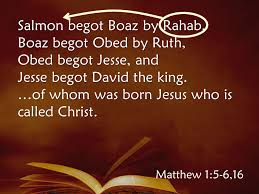 Salmon begot Boaz by Rahab,
Boaz begot Obed by Ruth,
Obed begot Jesse, and
Jesse begot David the king.
…of whom was born Jesus who is
called Christ.
Matthew 1:5-6,16